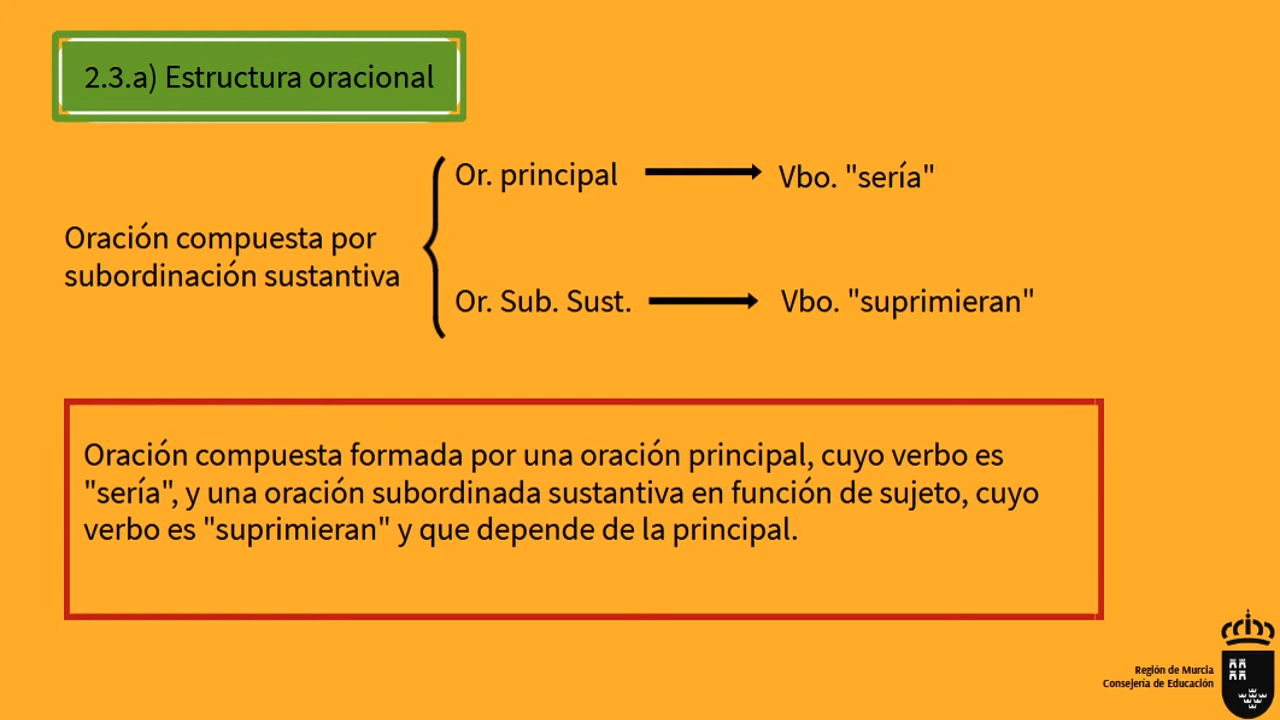 2.3.a) Estructura oracional
Or. principal
Vbo. "sería"
Oración compuesta por
subordinación sustantiva
Or. Sub. Sust.
Vbo. "suprimieran"
Oración compuesta formada por una oración principal, cuyo verbo es
"sería", y una oración subordinada sustantiva en función de sujeto, cuyo
verbo es "suprimieran" y que depende de la principal.
Región de Murcia
Consejería de Educación